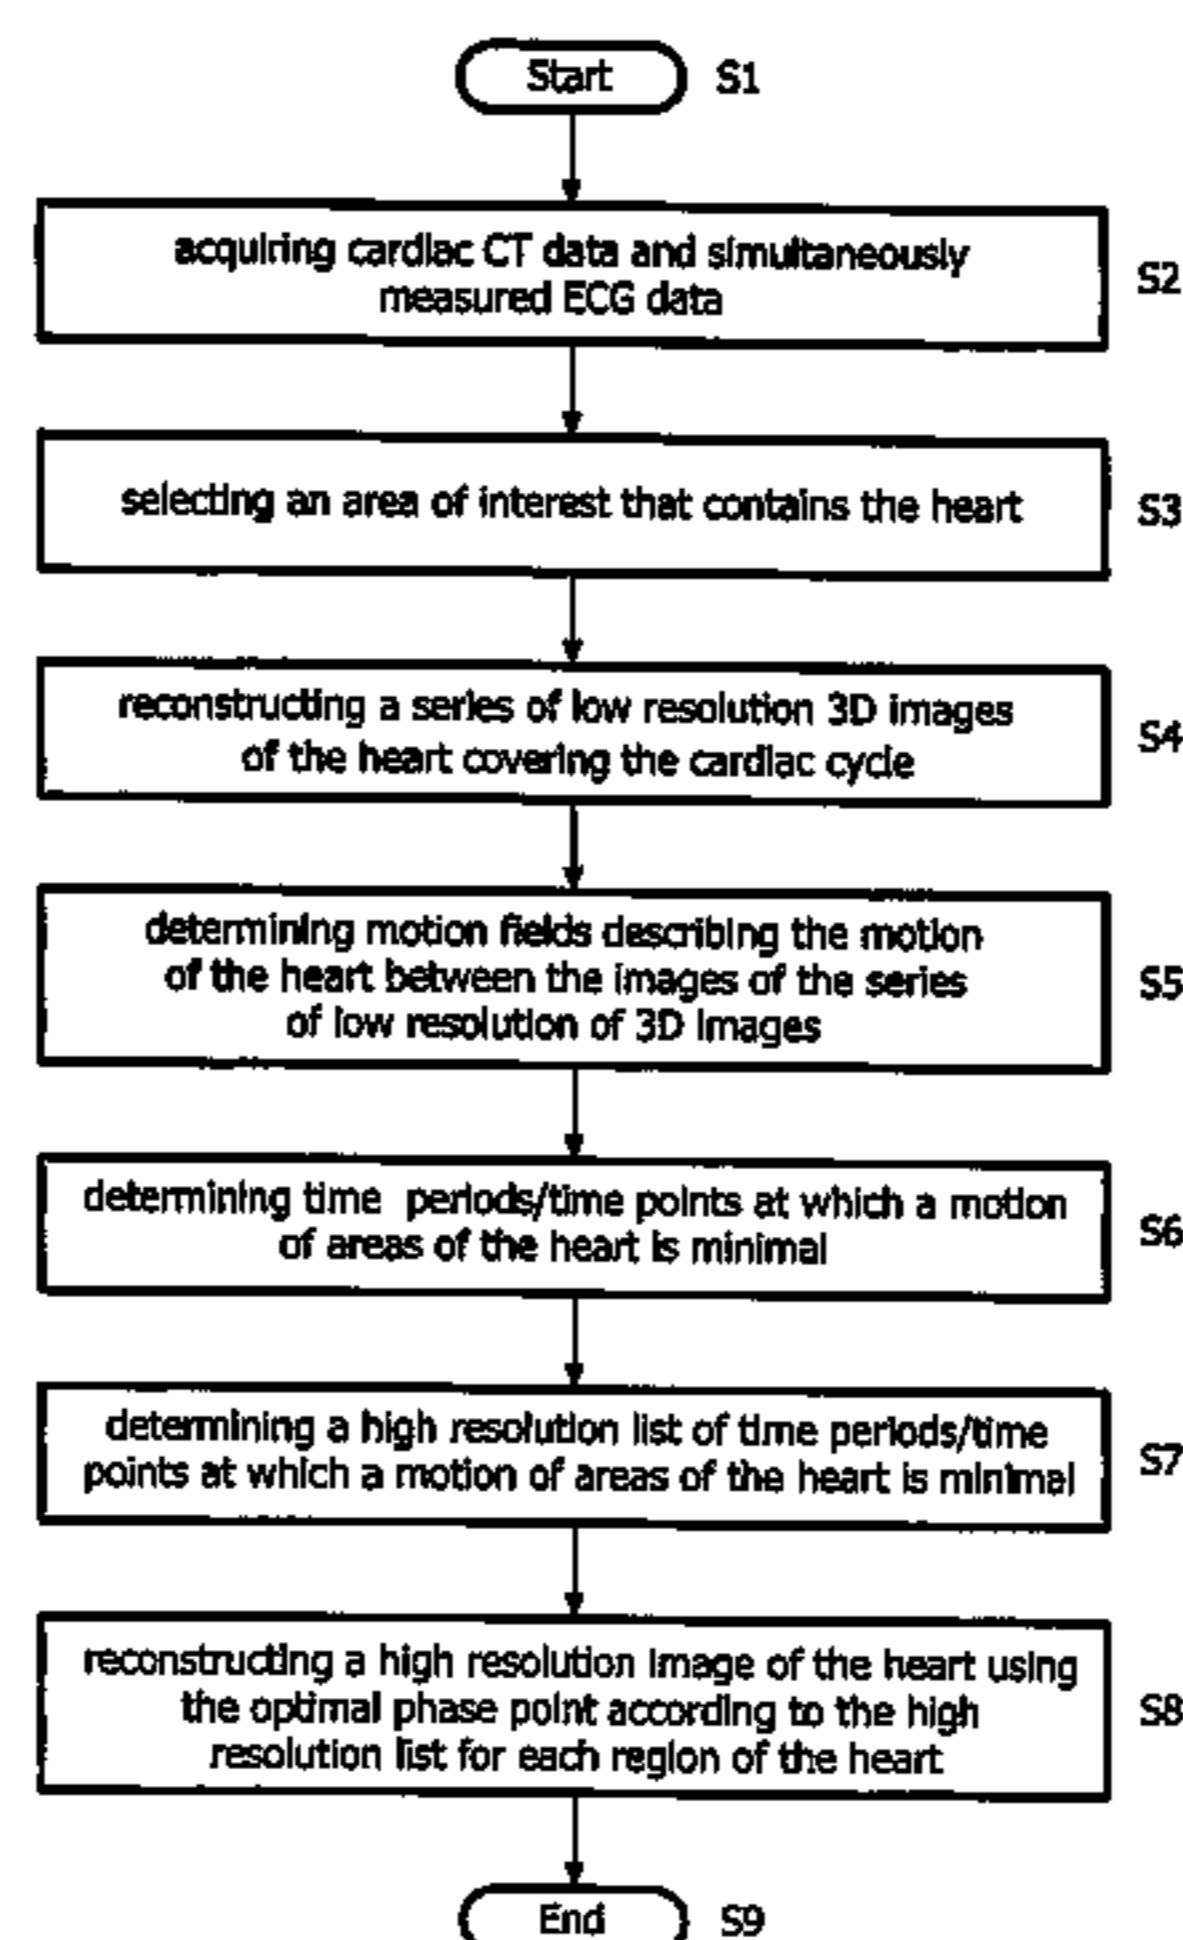 Start S1
acquiring cardiac CT data and simultaneously
measured ECG data
S2
selecting an area of interest that contains the heart S3
reconstructing a series of low resolution 3D images
of the heart covering the cardiac cycle
S4
determining motion fields describing the motion
of the heart between the images of the series
of low resolution of 3D images
S5
determining time periods/time points at which a motion
of areas of the heart is minimal
S6
determining a high resolution list of time periods/time
points at which a motion of areas of the heart is minimal
S7
reconstructing a high resolution image of the heart using
the optimal phase point according to the high
resolution list for each region of the heart
S8
End S9